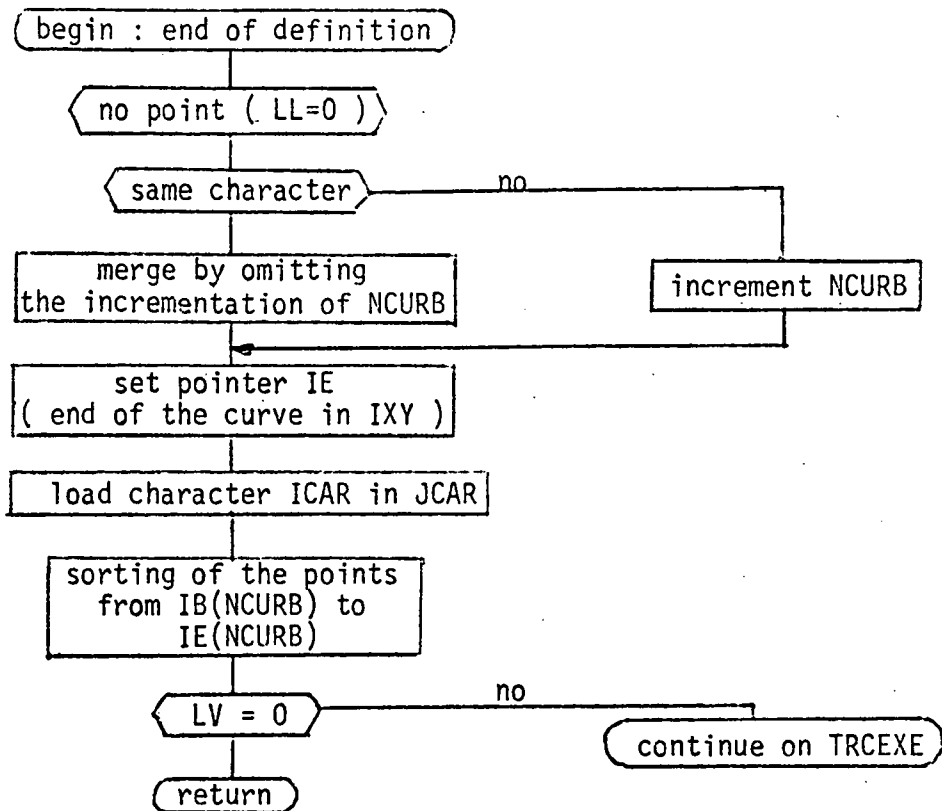 begin : end of definition
no point ( LL=0 )
same character
no
merge by omitting
the incrementation of NCURB
increment NCURB
set pointer IE
( end of the curve in IXY )
load character ICAR in JCAR
sorting of the points
from IB(NCURB) to
IE(NCURB)
LV = 0
no
continue on TRCEXE
return